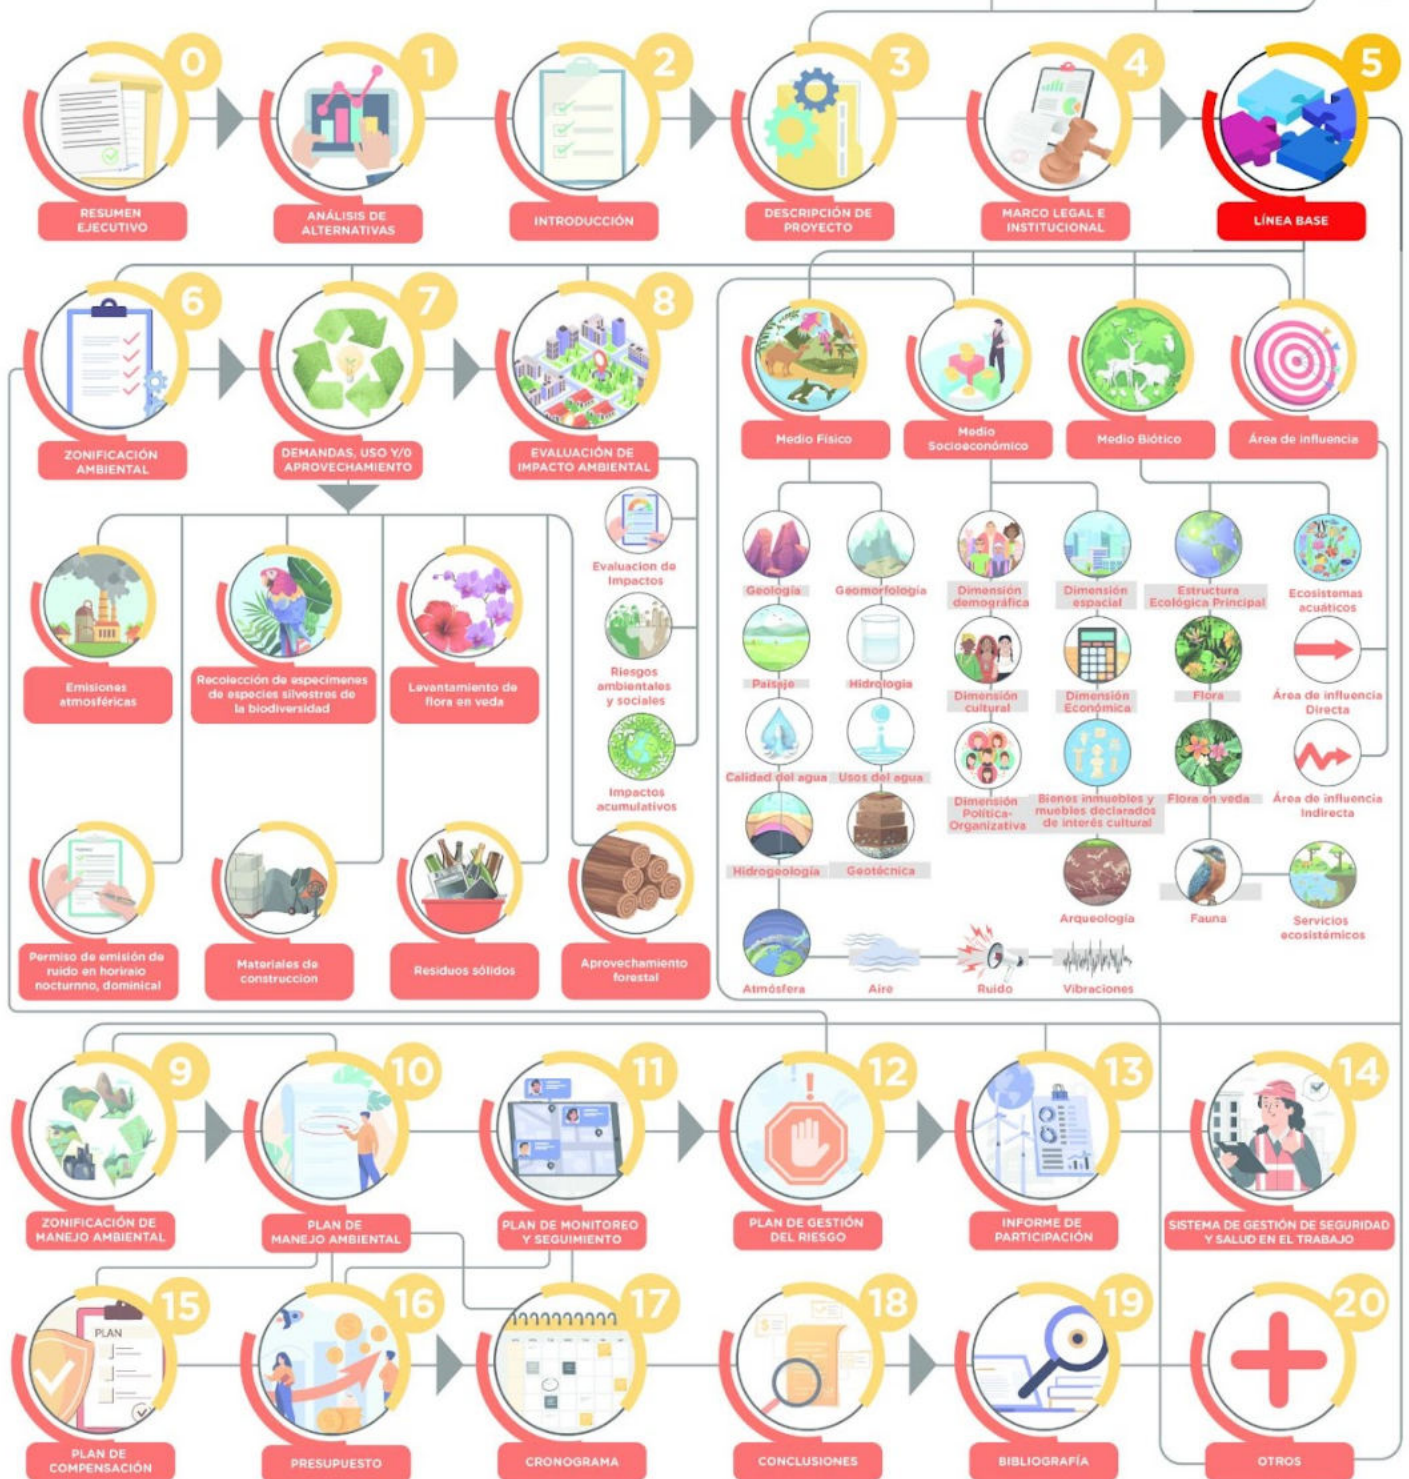 0
1
2
3
4
5
RESUMEN
EJECUTIVO
ANÁLISIS DE
ALTERNATIVAS
INTRODUCCIÓN
DESCRIPCIÓN DE
PROYECTO
MARCO LEGAL E
INSTITUCIONAL
LÍNEA BASE
6
7
8
ZONIFICACIÓN
AMBIENTAL
DEMANDAS, USO Y/0
APROVECHAMIENTO
EVALUACIÓN DE
IMPACTO AMBIENTAL
Medio Físico
Medio
Socioeconómico
Medio Biótico
Área de influencia
Evaluacion de
Impactos
Riesgos
ambientales
y sociales
Impactos
acumulativos
Emisiones
atmosféricas
Recolección de especímenes
de especies silvestros de
la biodiversidad
Levantamiento de
flora en veda
Permiso de emisión de
ruido en horiraio
nocturnno, dominical
Materiales de
construccion
Residuos sólidos
Aprovechamiento
forestal
Geología
Geomorfología
Dimensión
demográfica
Dimensión
espacial
Estructura
Ecológica Principal
Ecosistemas
acuáticos
Paisaje
Hidrología
Dimensión
cultural
Dimensión
Económica
Flora
Área de influencia
Directa
Calidad del agua
Usos del agua
Dimensión
Política-
Organizativa
Bienes inmuebles y
muebles declarados
de interés cultural
Flora en veda
Área de influencia
Indirecta
Hidrogeología
Geotécnica
Arqueología
Fauna
Servicios
ecosistémicos
Atmósfera
Aire
Ruido
Vibraciones
9
10
11
12
13
14
ZONIFICACIÓN DE
MANEJO AMBIENTAL
PLAN DE
MANEJO AMBIENTAL
PLAN DE MONITOREO
Y SEGUIMIENTO
PLAN DE GESTIÓN
DEL RIESGO
INFORME DE
PARTICIPACIÓN
SISTEMA DE GESTIÓN DE SEGURIDAD
Y SALUD EN EL TRABAJO
15
16
17
18
19
20
PLAN
PLAN DE
COMPENSACIÓN
PRESUPUESTO
CRONOGRAMA
CONCLUSIONES
BIBLIOGRAFÍA
OTROS